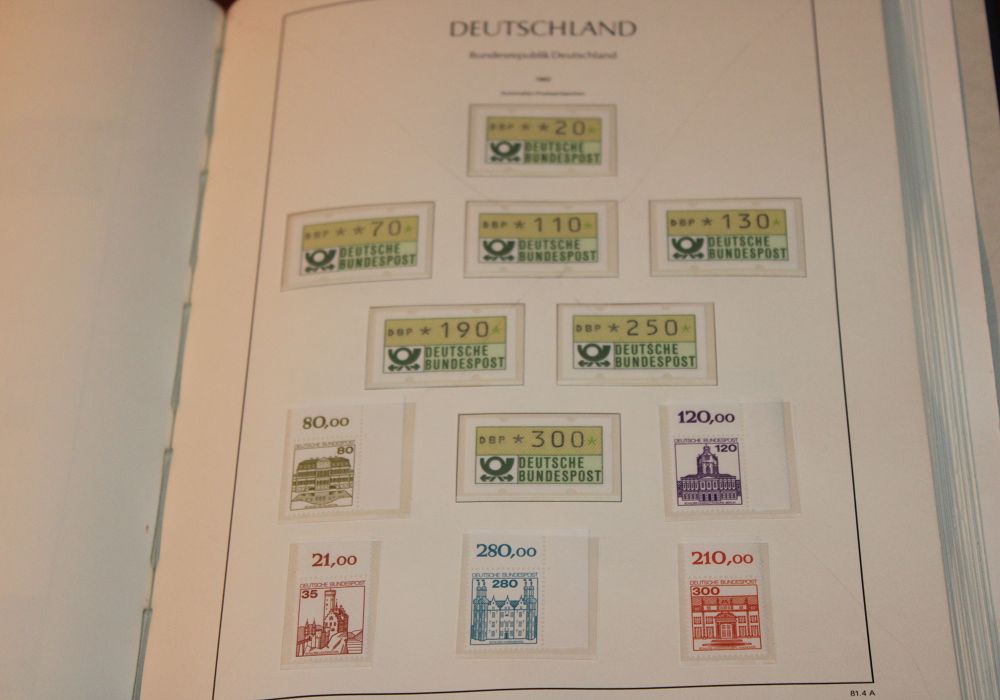 DEUTSCHLAND
Bundesrepublik Deutschland
1982
DBP * * 20 *
DEUTSCHE
BUNDESPOST
DBP * * 70 *
DEUTSCHE
BUNDESPOST
DBP * 110 *
DEUTSCHE
BUNDESPOST
DBP * 130 *
DEUTSCHE
BUNDESPOST
DBP * 190 *
DEUTSCHE
BUNDESPOST
DBP * 250 *
DEUTSCHE
BUNDESPOST
80,00
DEUTSCHE BUNDESPOST
80
DBP * 300 *
DEUTSCHE
BUNDESPOST
120,00
DEUTSCHE BUNDESPOST
120
21,00
DEUTSCHE BUNDESPOST
35
280,00
DEUTSCHE BUNDESPOST
280
210,00
DEUTSCHE BUNDESPOST
300
81.4 A